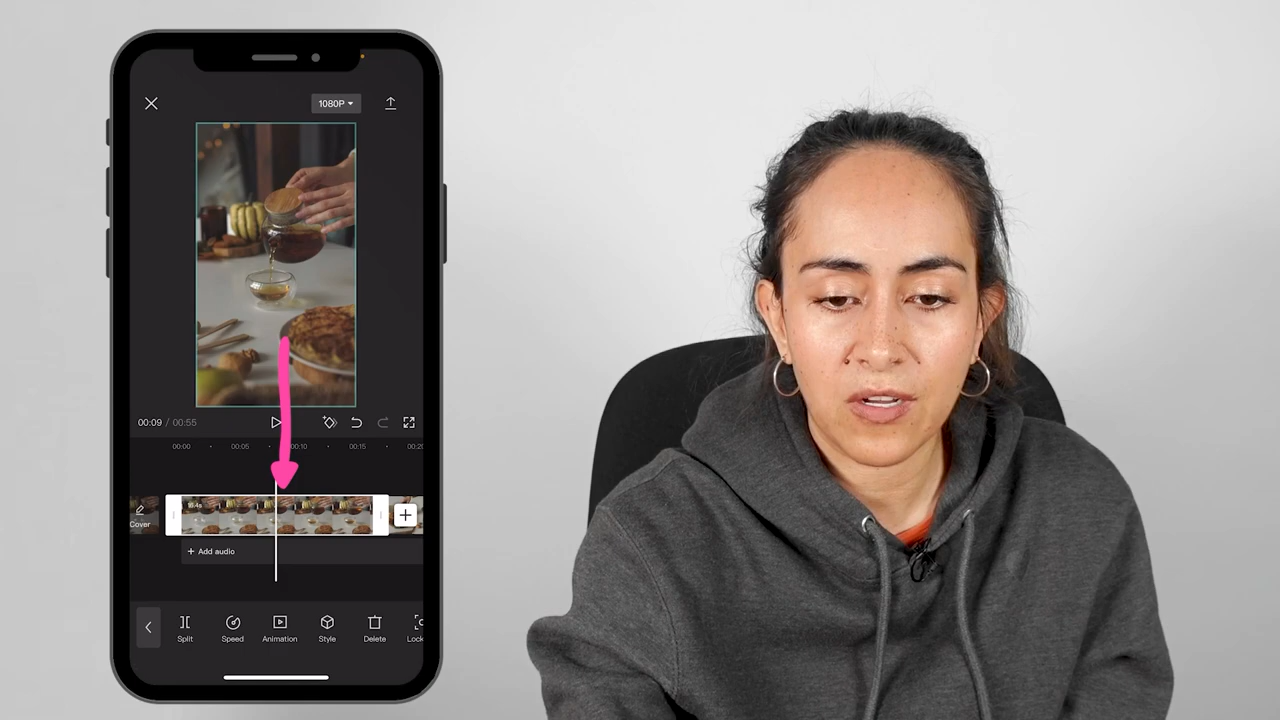 1080P
00:09 / 00:55
00:00 00:05 00:10 00:15
Cover
+ Add audio
Split Speed Animation Style Delete